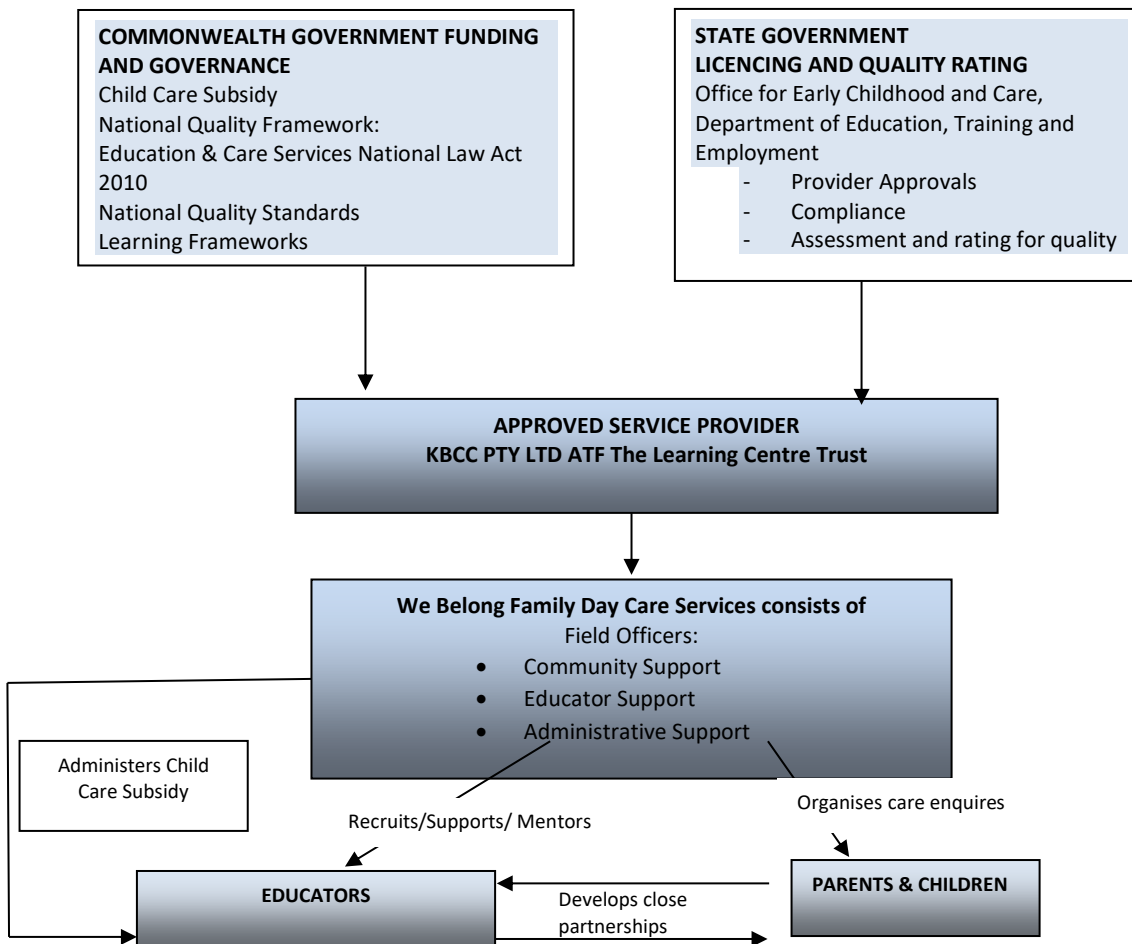 COMMONWEALTH GOVERNMENT FUNDING
AND GOVERNANCE
Child Care Subsidy
National Quality Framework:
Education & Care Services National Law Act
2010
National Quality Standards
Learning Frameworks
STATE GOVERNMENT
LICENCING AND QUALITY RATING
Office for Early Childhood and Care,
Department of Education, Training and
Employment
- Provider Approvals
- Compliance
- Assessment and rating for quality
APPROVED SERVICE PROVIDER
KBCC PTY LTD ATF The Learning Centre Trust
We Belong Family Day Care Services consists of
Field Officers:
• Community Support
• Educator Support
• Administrative Support
Administers Child
Care Subsidy
Recruits/Supports/ Mentors
Organises care enquires
EDUCATORS
Develops close
partnerships
PARENTS & CHILDREN